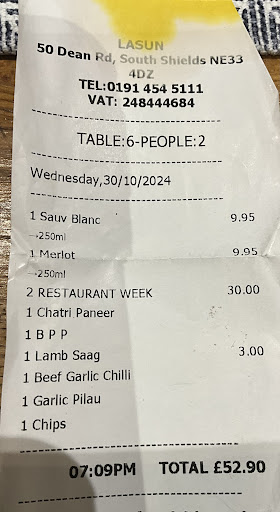 LASUN
50 Dean Rd, South Shields NE33
4DZ
TEL:0191 454 5111
VAT: 248444684
TABLE:6-PEOPLE:2
Wednesday,30/10/2024
1 Sauv Blanc 9.95
→250ml
1 Merlot 9.95
→250ml
2 RESTAURANT WEEK 30.00
1 Chatri Paneer
1 B P P
1 Lamb Saag 3.00
1 Beef Garlic Chilli
1 Garlic Pilau
1 Chips
07:09PM TOTAL £52.90